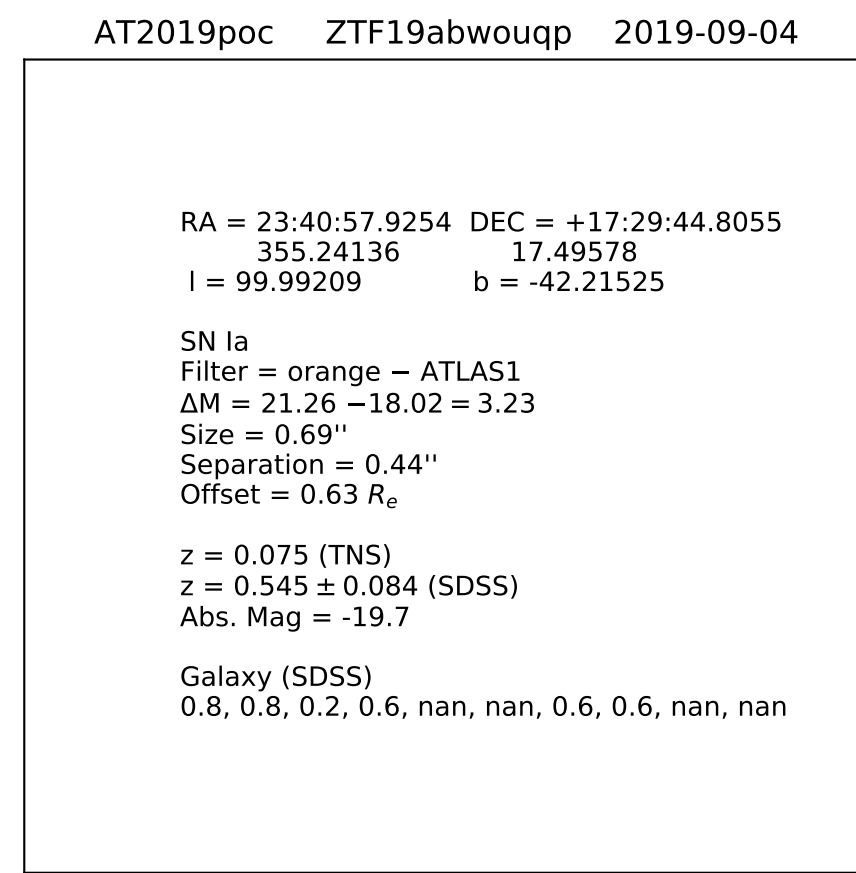 AT2019poc ZTF19abwouqp 2019-09-04
RA = 23:40:57.9254 DEC = +17:29:44.8055
355.24136 17.49578
l = 99.99209 b = -42.21525
SN Ia
Filter = orange − ATLAS1
ΔM = 21.26 −18.02 = 3.23
Size = 0.69''
Separation = 0.44''
Offset = 0.63 Rₑ
z = 0.075 (TNS)
z = 0.545 ± 0.084 (SDSS)
Abs. Mag = -19.7
Galaxy (SDSS)
0.8, 0.8, 0.2, 0.6, nan, nan, 0.6, 0.6, nan, nan